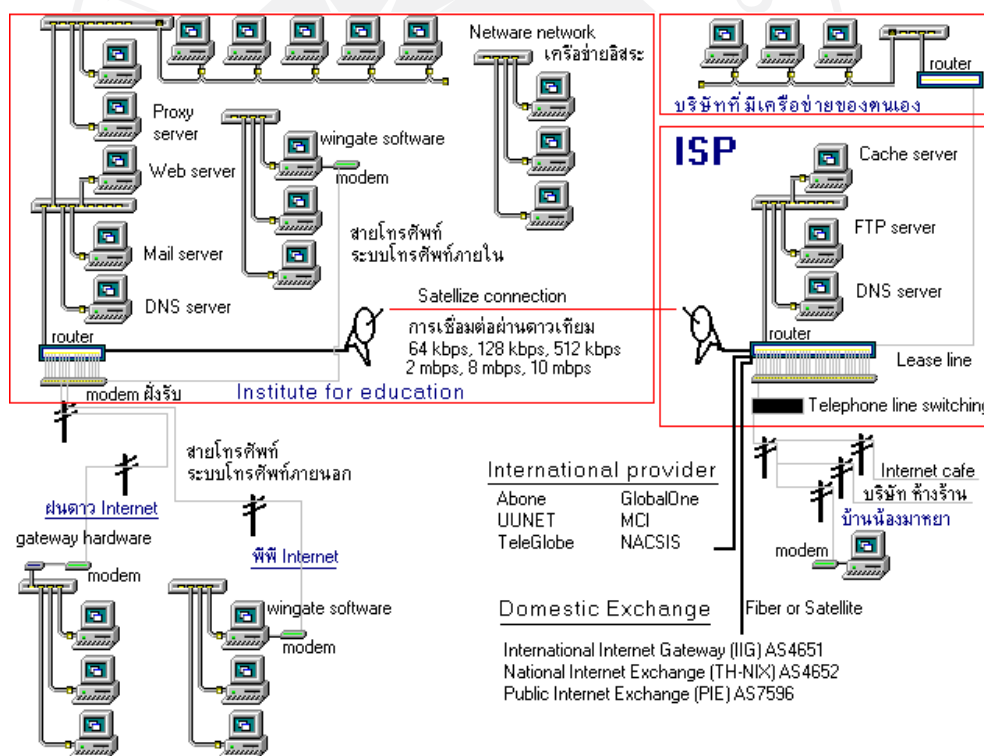 Netware network
เครือข่ายอิสระ
router
บริษัทที่มีเครือข่ายของตนเอง
Proxy
server
wingate software
modem
Web server
ISP
Cache server
สายโทรศัพท์
ระบบโทรศัพท์ภายใน
Mail server
FTP server
DNS server
DNS server
Satellize connection
การเชื่อมต่อผ่านดาวเทียม
64 kbps, 128 kbps, 512 kbps
2 mbps, 8 mbps, 10 mbps
router
router
Lease line
modem ฝั่งรับ
Institute for education
Telephone line switching
สายโทรศัพท์
ระบบโทรศัพท์ภายนอก
International provider
Abone GlobalOne
UUNET MCI
TeleGlobe NACSIS
Internet cafe
บริษัท ห้างร้าน
บ้านน้องมาหยา
modem
ฝนดาว Internet
gateway hardware
modem
พีพี Internet
wingate software
modem
Domestic Exchange
Fiber or Satellite
International Internet Gateway (IIG) AS4651
National Internet Exchange (TH-NIX) AS4652
Public Internet Exchange (PIE) AS7596